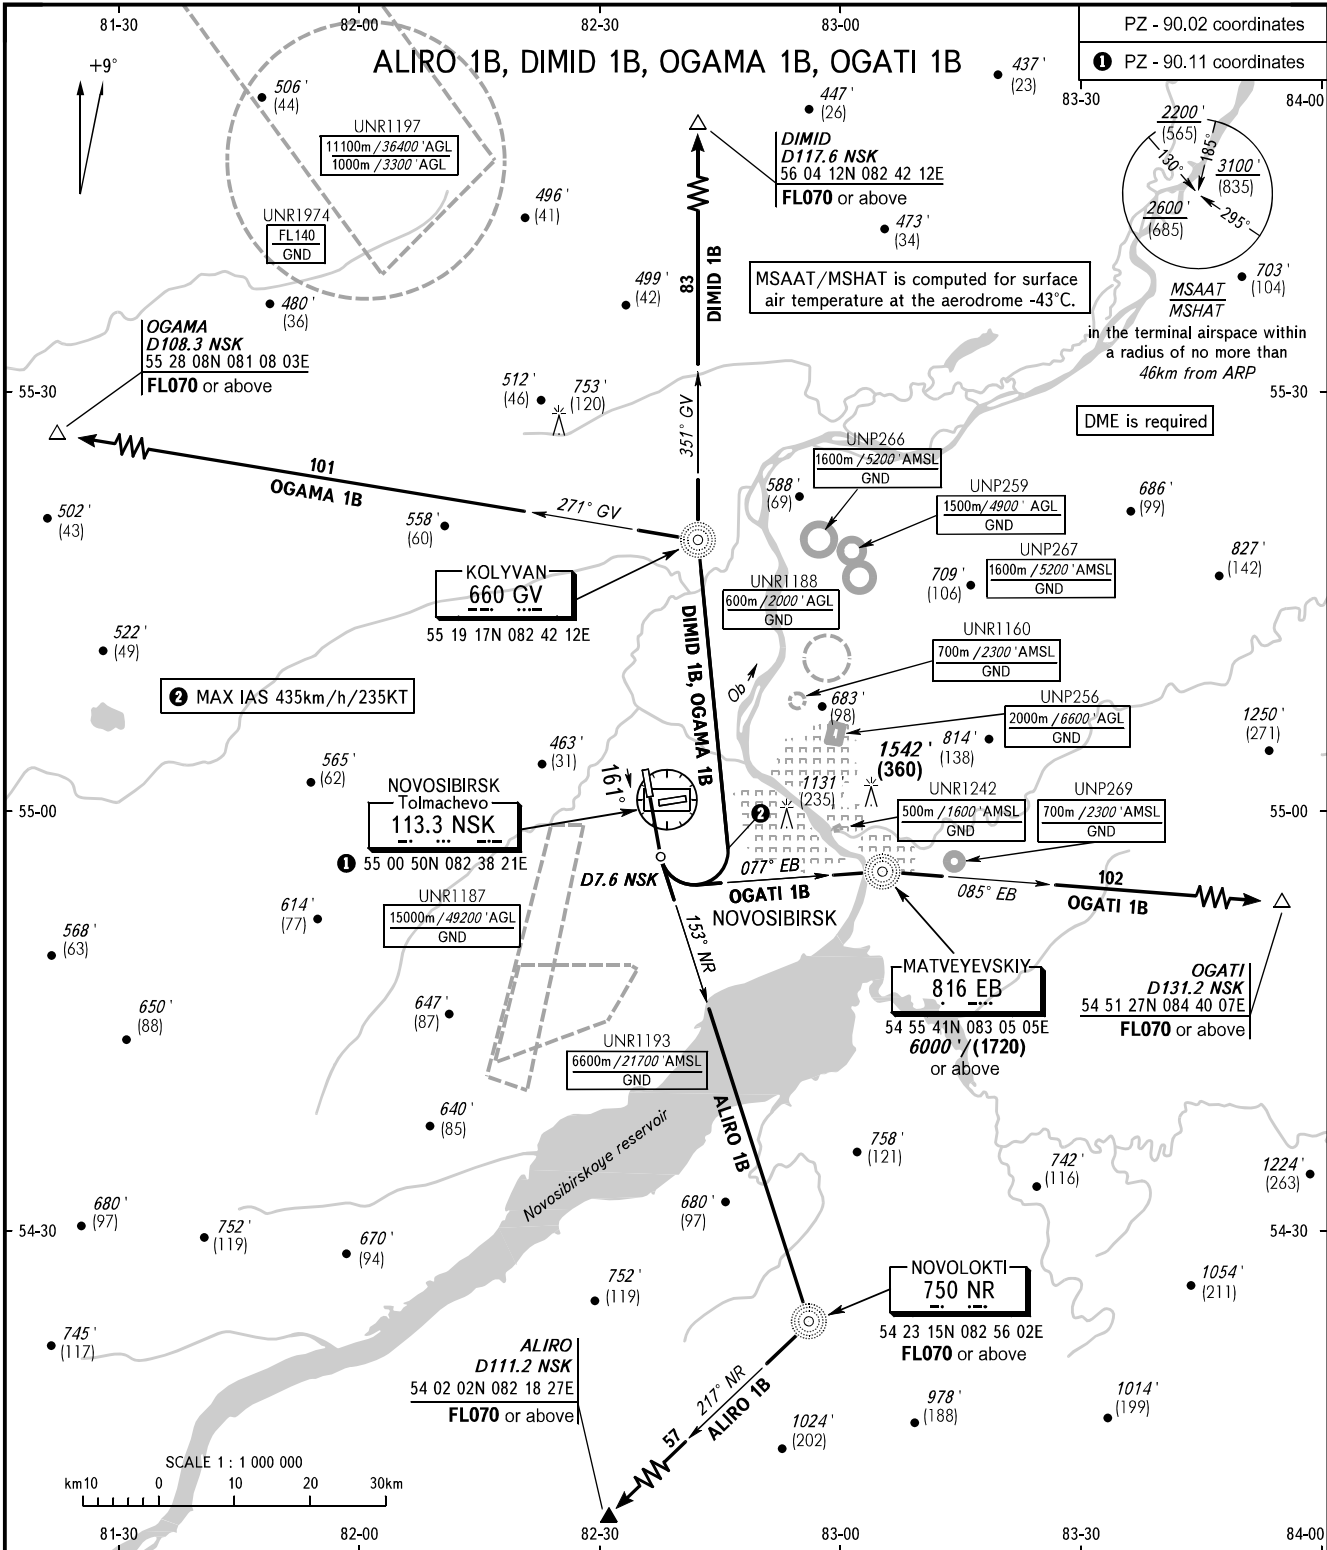 81-30
82-00
82-30
83-00
PZ - 90.02 coordinates
❶ PZ - 90.11 coordinates
ALIRO 1B, DIMID 1B, OGAMA 1B, OGATI 1B
83-30
84-00
+9°
506'
(44)
447'
(26)
437'
(23)
UNR1197
11100m/36400'AGL
1000m/3300'AGL
DIMID
D117.6 NSK
56 04 12N 082 42 12E
FL070 or above
2200'
(565)
185°
130°
3100'
(835)
2600'
(685)
295°
MSAAT
MSHAT
in the terminal airspace within
a radius of no more than
46km from ARP
UNR1974
FL140
GND
496'
(41)
473'
(34)
703'
(104)
480'
(36)
499'
(42)
83
DIMID 1B
MSAAT/MSHAT is computed for surface
air temperature at the aerodrome -43°C.
OGAMA
D108.3 NSK
55 28 08N 081 08 03E
FL070 or above
55-30
55-30
512'
(46)
753'
(120)
351° GV
DME is required
UNP266
1600m/5200'AMSL
GND
101
OGAMA 1B
271° GV
588'
(69)
UNP259
1500m/4900'AGL
GND
686'
(99)
502'
(43)
558'
(60)
UNP267
1600m/5200'AMSL
GND
709'
(106)
827'
(142)
KOLYVAN
660 GV
55 19 17N 082 42 12E
UNR1188
600m/2000'AGL
GND
522'
(49)
DIMID 1B, OGAMA 1B
UNR1160
700m/2300'AMSL
GND
❷ MAX IAS 435km/h/235KT
Ob
683'
(98)
UNP256
2000m/6600'AGL
GND
1250'
(271)
565'
(62)
463'
(31)
161°
1542'
(360)
814'
(138)
NOVOSIBIRSK
Tolmachevo
113.3 NSK
❶ 55 00 50N 082 38 21E
1131'
(235)
❷
UNR1242
500m/1600'AMSL
GND
UNP269
700m/2300'AMSL
GND
55-00
55-00
D7.6 NSK
077° EB
OGATI 1B
NOVOSIBIRSK
085° EB
102
OGATI 1B
UNR1187
15000m/49200'AGL
GND
614'
(77)
568'
(63)
153° NR
MATVEYEVSKIY
816 EB
54 55 41N 083 05 05E
6000'/(1720)
or above
OGATI
D131.2 NSK
54 51 27N 084 40 07E
FL070 or above
650'
(88)
647'
(87)
UNR1193
6600m/21700'AMSL
GND
640'
(85)
ALIRO 1B
Novosibirskoye reservoir
758'
(121)
742'
(116)
1224'
(263)
680'
(97)
680'
(97)
752'
(119)
670'
(94)
54-30
54-30
752'
(119)
NOVOLOKTI
750 NR
54 23 15N 082 56 02E
FL070 or above
1054'
(211)
745'
(117)
ALIRO
D111.2 NSK
54 02 02N 082 18 27E
FL070 or above
217° NR
ALIRO 1B
57
1024'
(202)
978'
(188)
1014'
(199)
SCALE 1 : 1 000 000
km10 0 10 20 30km
81-30
82-00
82-30
83-00
83-30
84-00